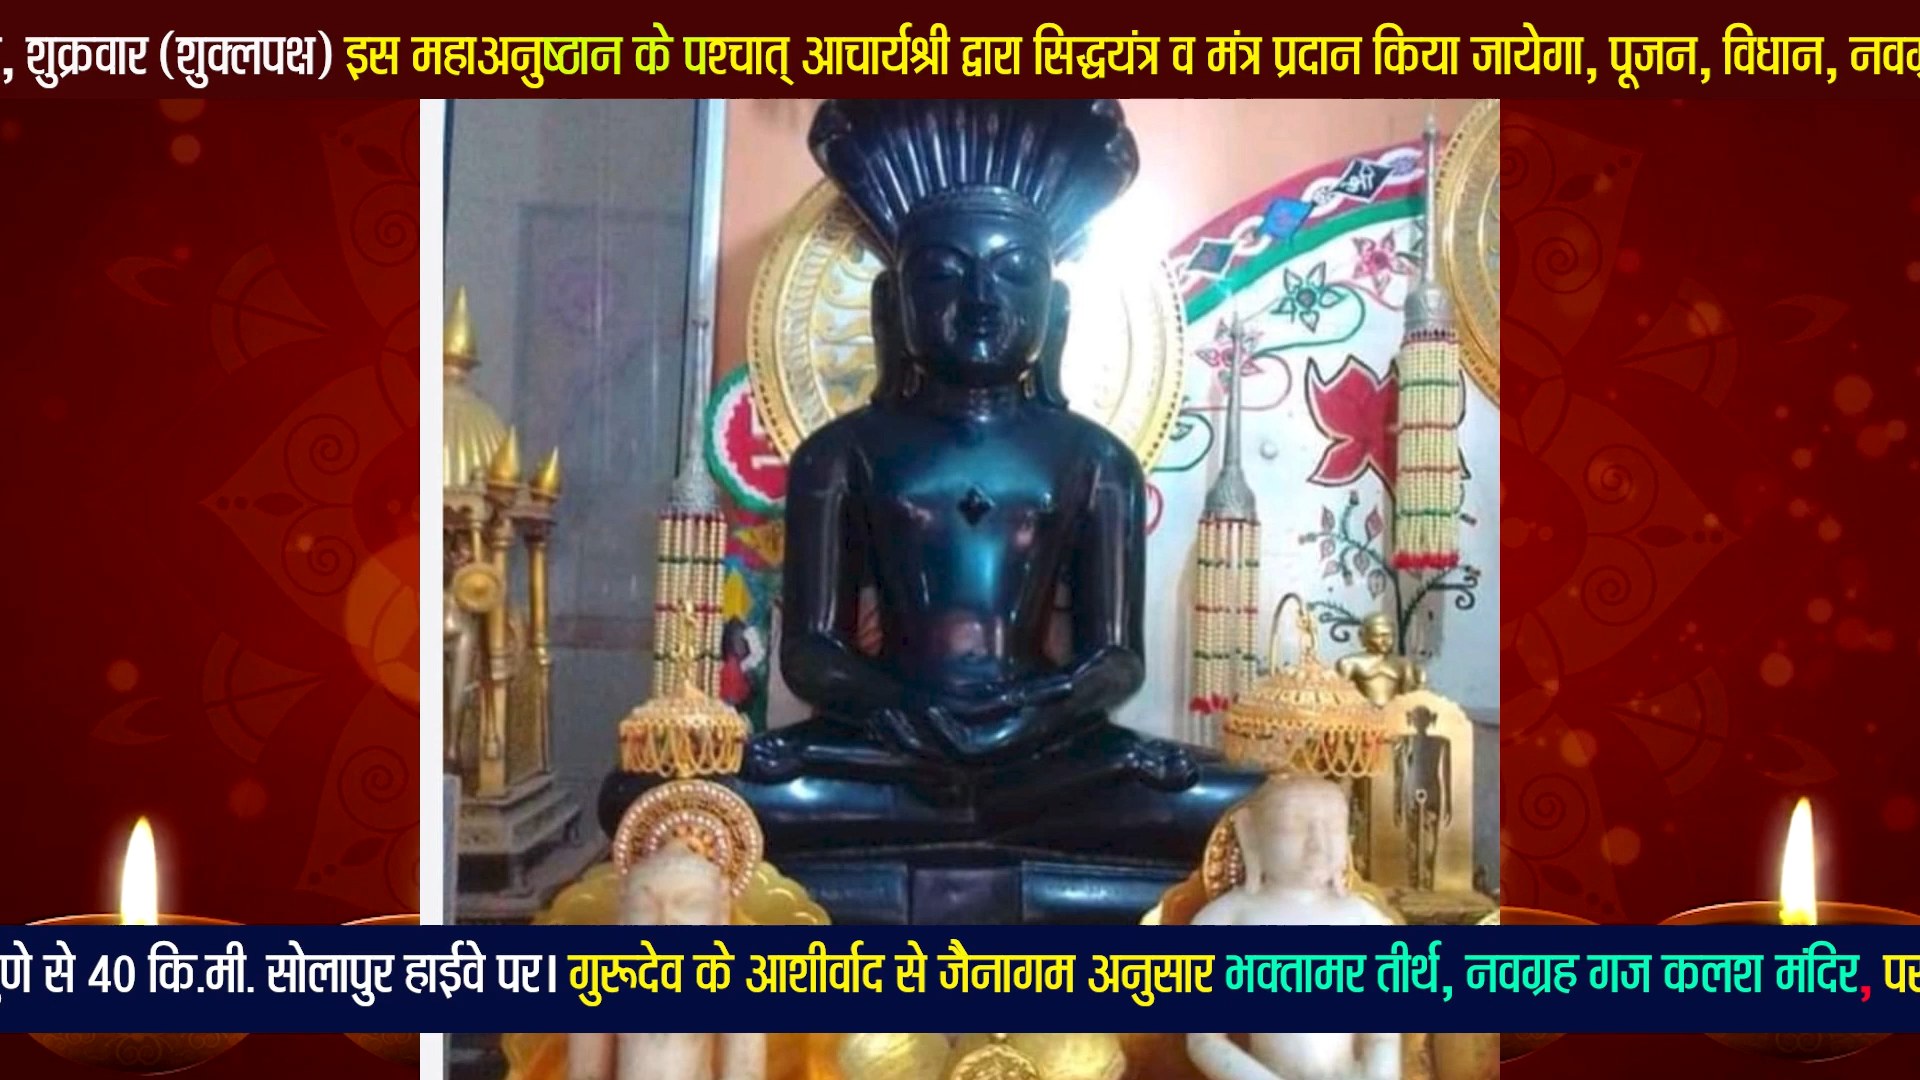 , शुक्रवार (शुक्लपक्ष) इस महाअनुष्ठान के पश्चात् आचार्यश्री द्वारा सिद्धयंत्र व मंत्र प्रदान किया जायेगा, पूजन, विधान,
से 40 कि.मी. सोलापुर हाईवे पर। गुरूदेव के आशीर्वाद से जैनागम अनुसार भक्तामर तीर्थ, नवग्रह गज कलश मंदिर,